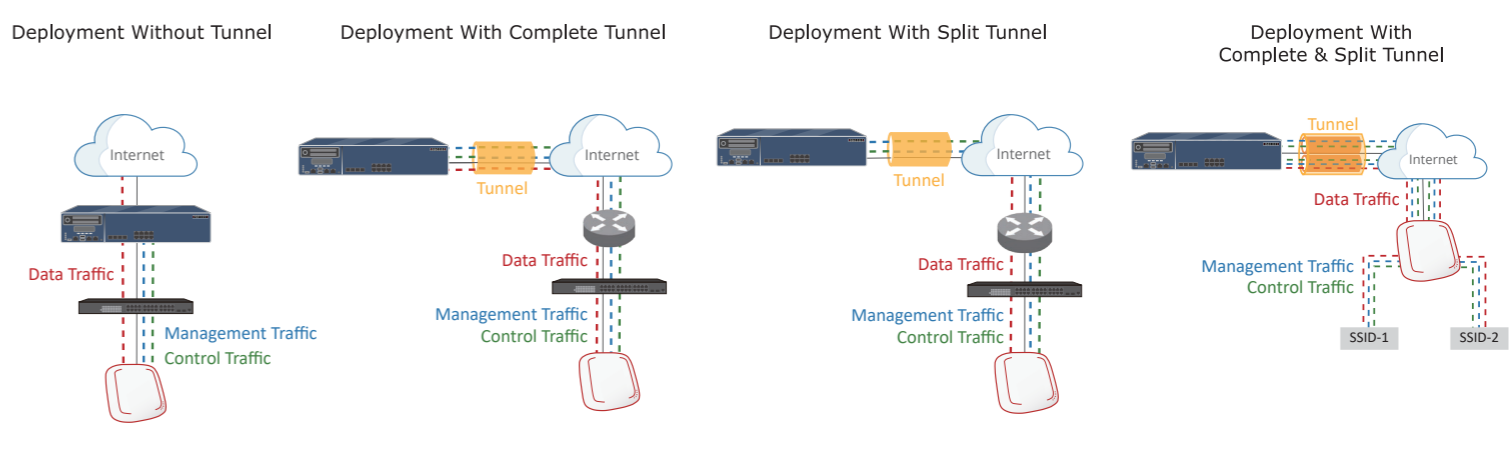 Deployment Without Tunnel
Internet
Data Traffic
Management Traffic
Control Traffic
Deployment With Complete Tunnel
Internet
Tunnel
Data Traffic
Management Traffic
Control Traffic
Deployment With Split Tunnel
Internet
Tunnel
Data Traffic
Management Traffic
Control Traffic
Deployment With
Complete & Split Tunnel
Tunnel
Internet
Data Traffic
Management Traffic
Control Traffic
SSID-1
SSID-2